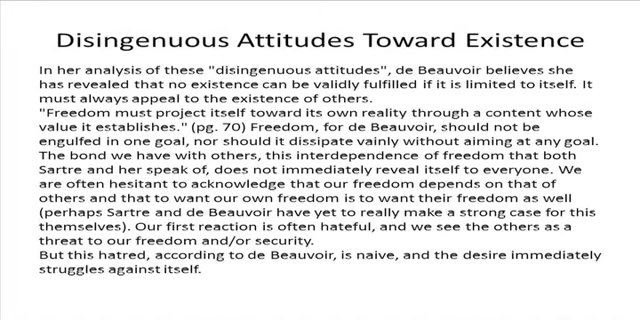 Disingenuous Attitudes Toward Existence
In her analysis of these "disingenuous attitudes", de Beauvoir believes she
has revealed that no existence can be validly fulfilled if it is limited to itself. It
must always appeal to the existence of others.
"Freedom must project itself toward its own reality through a content whose
value it establishes." (pg. 70) Freedom, for de Beauvoir, should not be
engulfed in one goal, nor should it dissipate vainly without aiming at any goal.
The bond we have with others, this interdependence of freedom that both
Sartre and her speak of, does not immediately reveal itself to everyone. We
are often hesitant to acknowledge that our freedom depends on that of
others and that to want our own freedom is to want their freedom as well
(perhaps Sartre and de Beauvoir have yet to really make a strong case for this
themselves). Our first reaction is often hateful, and we see the others as a
threat to our freedom and/or security.
But this hatred, according to de Beauvoir, is naive, and the desire immediately
struggles against itself.